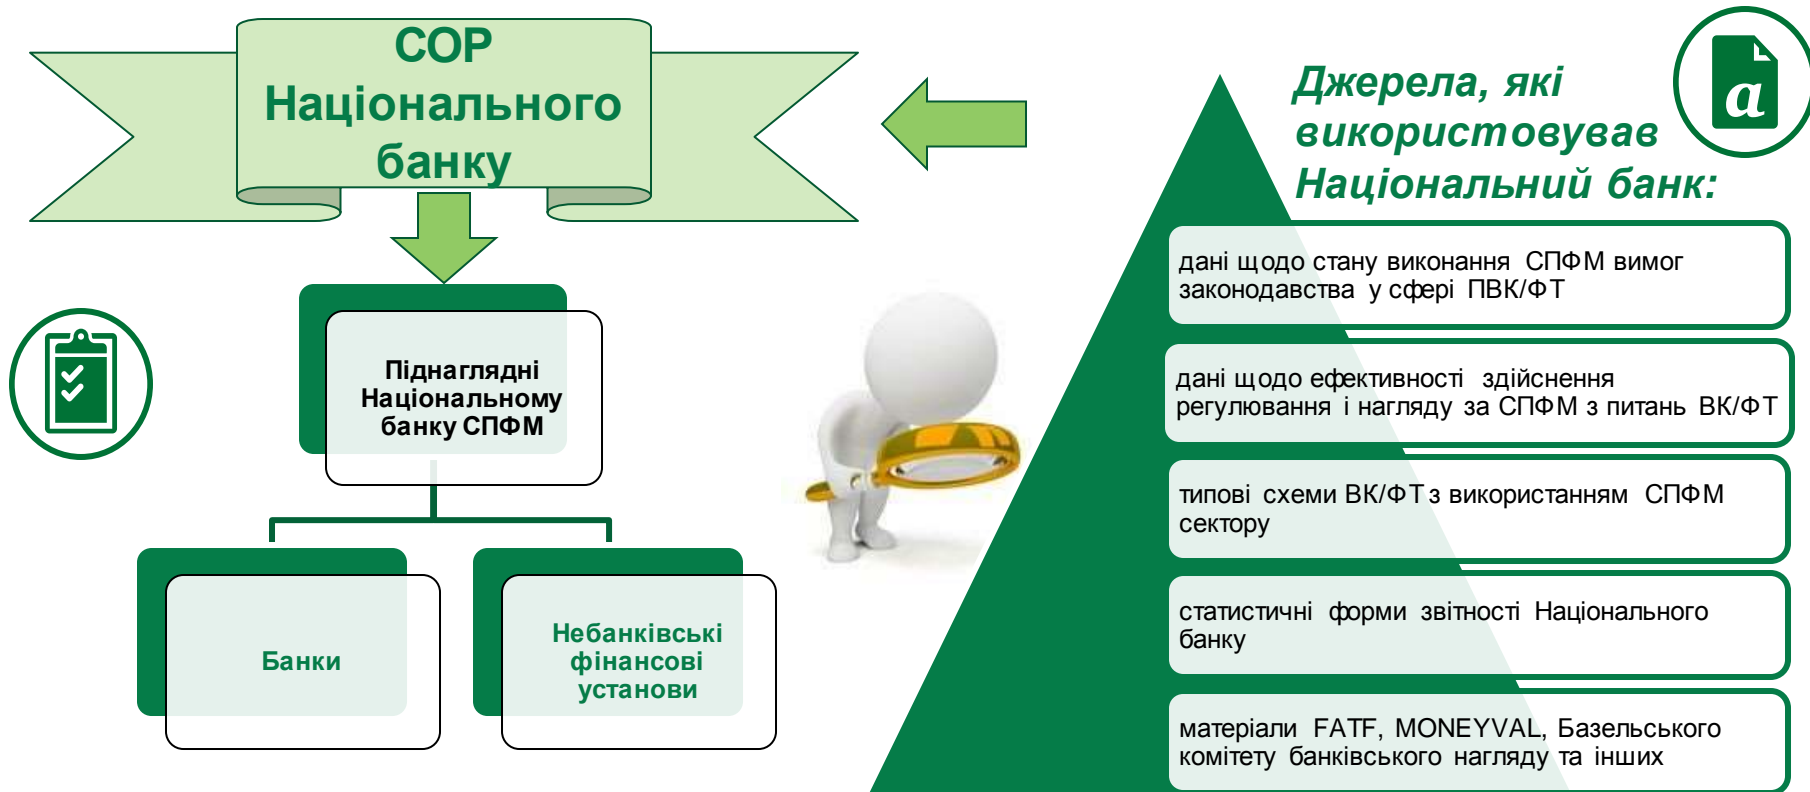 СОР
Національного
банку
Піднаглядні
Національному
банку СПФМ
Банки
Небанківські
фінансові
установи
Джерела, які
використовував
Національний банк:
a
дані щодо стану виконання СПФМ вимог
законодавства у сфері ПВК/ФТ
дані щодо ефективності здійснення
регулювання і нагляду за СПФМ з питань ВК/ФТ
типові схеми ВК/ФТ з використанням СПФМ
сектору
статистичні форми звітності Національного
банку
матеріали FATF, MONEYVAL, Базельського
комітету банківського нагляду та інших